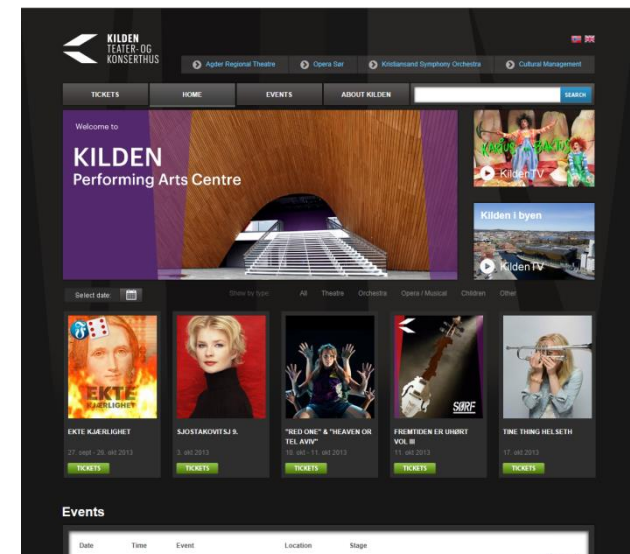 KILDEN
TEATER- OG
KONSERTHUS
Agder Regional Theatre
Opera Sør
Kristiansand Symphony Orchestra
Cultural Management
TICKETS
HOME
EVENTS
ABOUT KILDEN
SEARCH
Welcome to
KILDEN
Performing Arts Centre
KARIUS og BAKTUS
KildenTV
Kilden i byen
KildenTV
Select date:
Show by type:
All
Theatre
Orchestra
Opera / Musical
Children
Other
EKTE
KJÆRLIGHET
SØRF
EKTE KJÆRLIGHET
27. sept - 26. okt 2013
TICKETS
SJOSTAKOVITSJ 9.
3. okt 2013
TICKETS
"RED ONE" & "HEAVEN OR
TEL AVIV"
10. okt - 11. okt 2013
TICKETS
FREMTIDEN ER UHØRT
VOL III
11. okt 2013
TICKETS
TINE THING HELSETH
17. okt 2013
TICKETS
Events
Date
Time
Event
Location
Stage